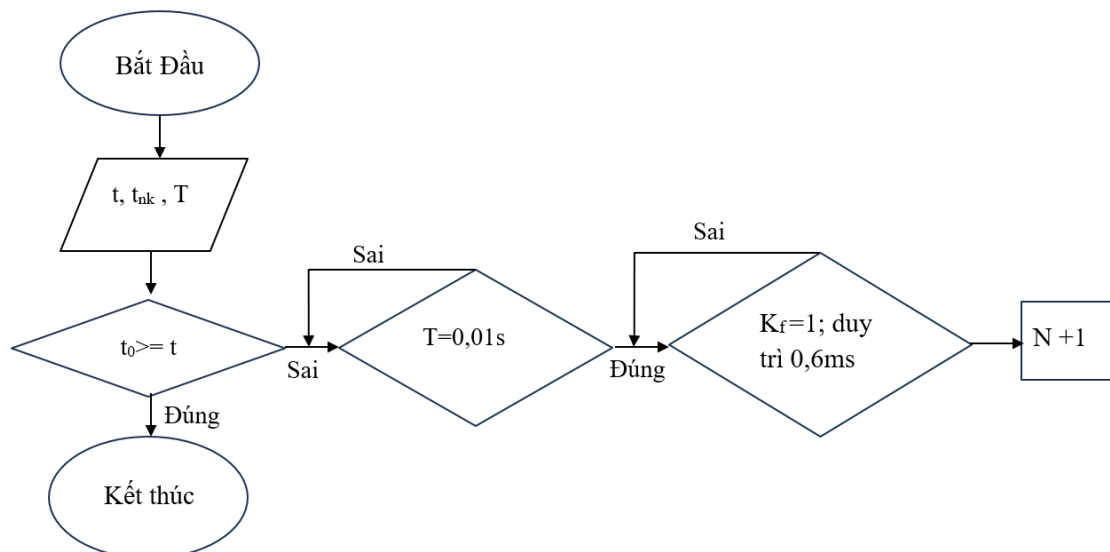 Bắt Đầu
t, tnk , T
t0>= t
Sai
Đúng
Kết thúc
Sai
T=0,01s
Đúng
Sai
Kf=1; duy
trì 0,6ms
N +1